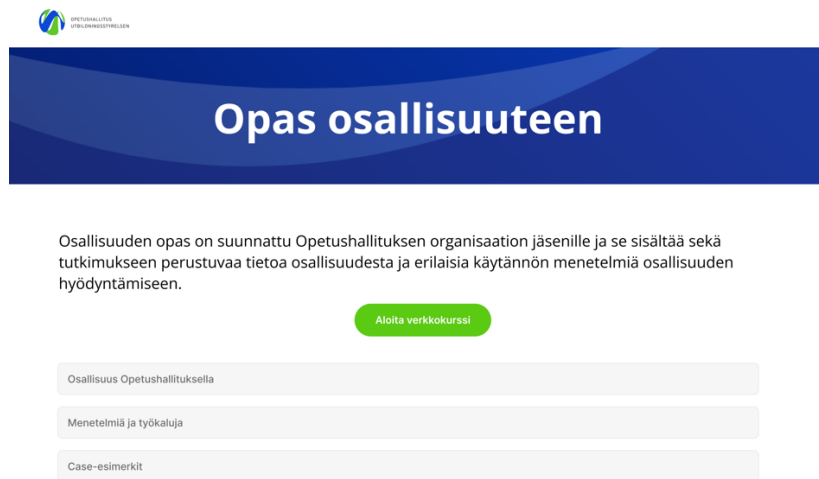 OPETUSHALLITUS
UTBILDNINGSSTYRELSEN
Opas osallisuuteen
Osallisuuden opas on suunnattu Opetushallituksen organisaation jäsenille ja se sisältää sekä
tutkimukseen perustuvaa tietoa osallisuudesta ja erilaisia käytännön menetelmiä osallisuuden
hyödyntämiseen.
Aloita verkkokurssi
Osallisuus Opetushallituksella
Menetelmiä ja työkaluja
Case-esimerkit